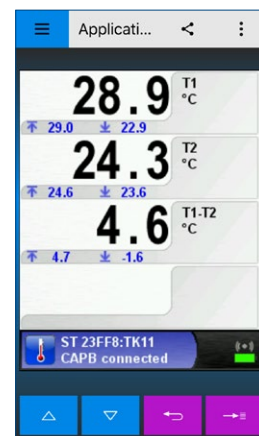 Applicati...
28.9 T1
°C
29.0 22.9
24.3 T2
°C
24.6 23.6
4.6 T1-T2
°C
4.7 -1.6
ST 23FF8:TK11
CAPB connected